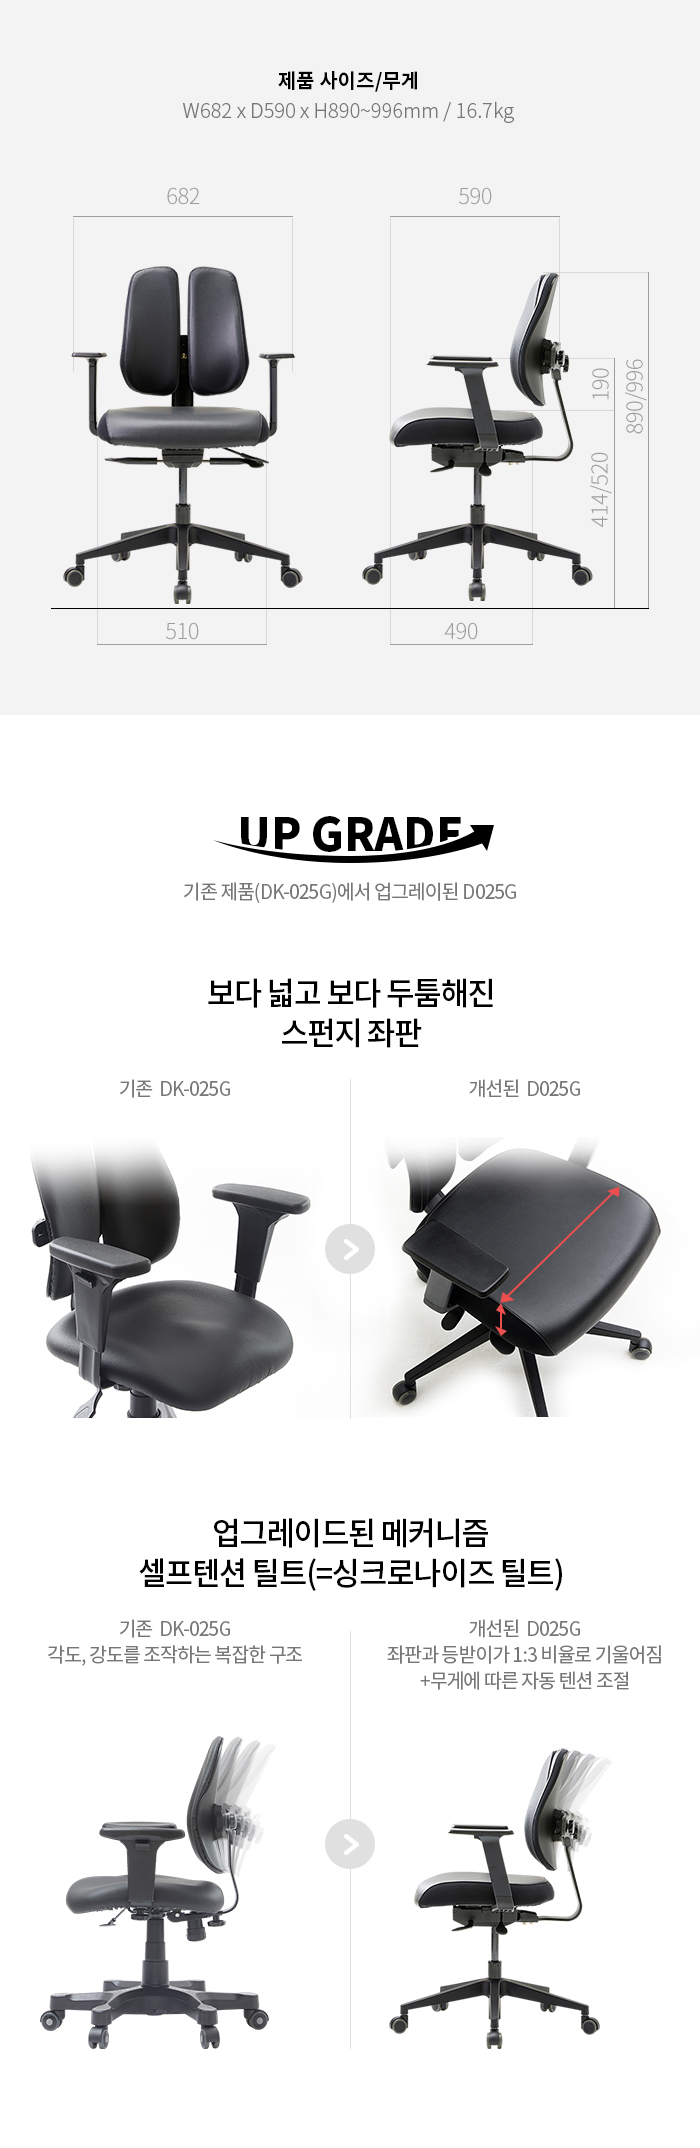 제품 사이즈/무게
W682 x D590 x H890~996mm / 16.7kg
682
590
190
890/996
414/520
510
490
UP GRADE
기존 제품(DK-025G)에서 업그레이된 D025G
보다 넓고 보다 두툼해진
스펀지 좌판
기존 DK-025G
개선된 D025G
업그레이드된 메커니즘
셀프텐션 틸트(=싱크로나이즈 틸트)
기존 DK-025G
각도, 강도를 조작하는 복잡한 구조
개선된 D025G
좌판과 등받이가 1:3 비율로 기울어짐
+무게에 따른 자동 텐션 조절